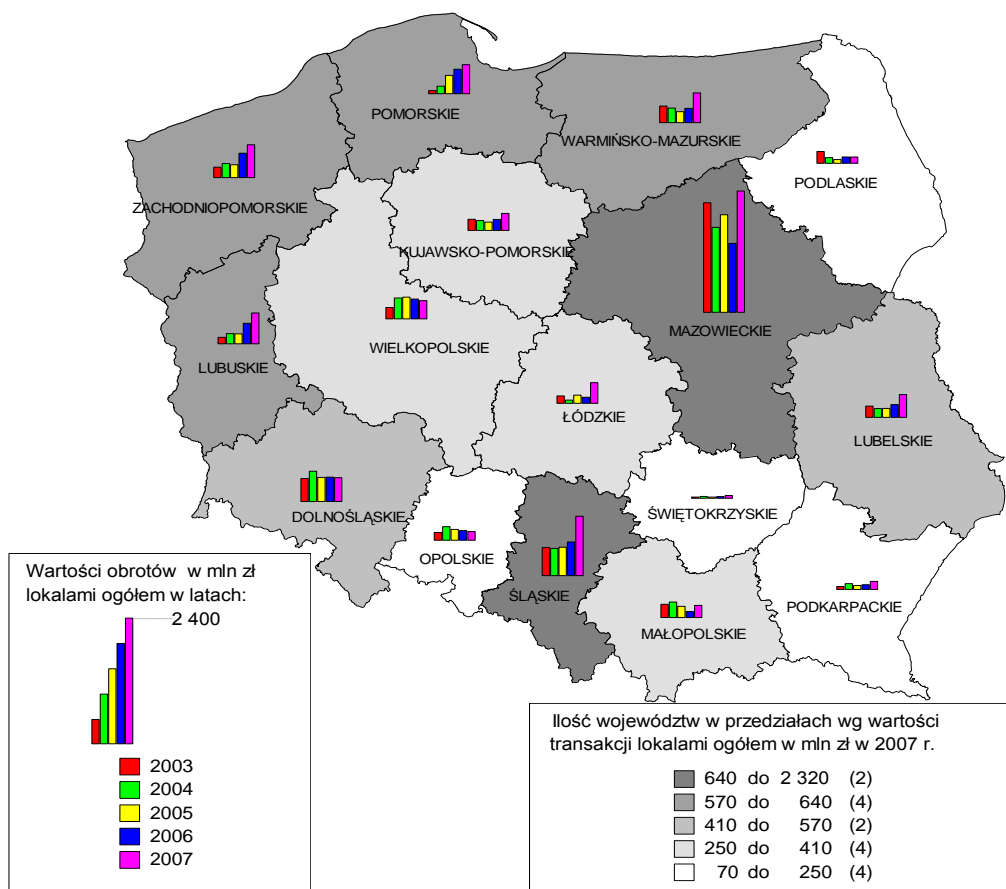 POMORSKIE
WARMIŃSKO-MAZURSKIE
PODLASKIE
ZACHODNIOPOMORSKIE
KUJAWSKO-POMORSKIE
MAZOWIECKIE
WIELKOPOLSKIE
LUBUSKIE
ŁÓDZKIE
LUBELSKIE
DOLNOŚLĄSKIE
ŚWIĘTOKRZYSKIE
OPOLSKIE
ŚLĄSKIE
PODKARPACKIE
MAŁOPOLSKIE
Wartości obrotów w mln zł
lokalami ogółem w latach:
2 400
2003
2004
2005
2006
2007
Ilość województw w przedziałach wg wartości
transakcji lokalami ogółem w mln zł w 2007 r.
640 do 2 320 (2)
570 do 640 (4)
410 do 570 (2)
250 do 410 (4)
70 do 250 (4)